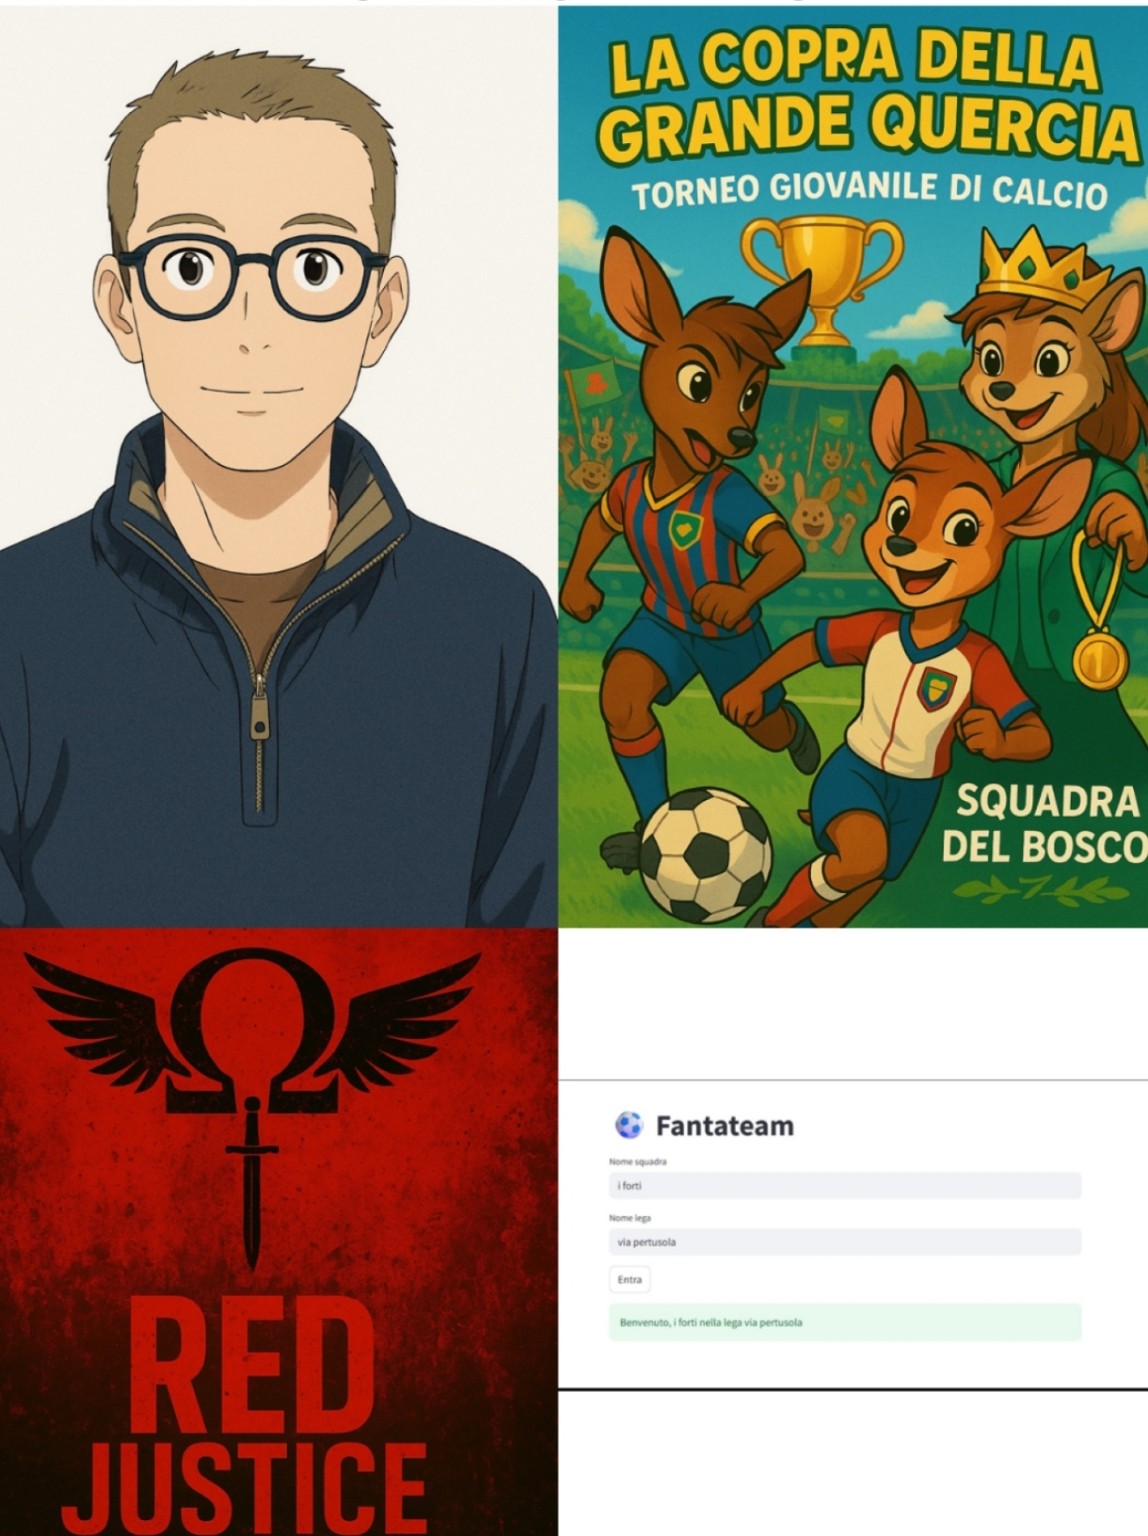 LA COPRA DELLA
GRANDE QUERCIA
TORNEO GIOVANILE DI CALCIO
SQUADRA
DEL BOSCO
RED
JUSTICE
Fantateam
Nome squadra
i forti
Nome lega
via pertusola
Entra
Benvenuto, i forti nella lega via pertusola